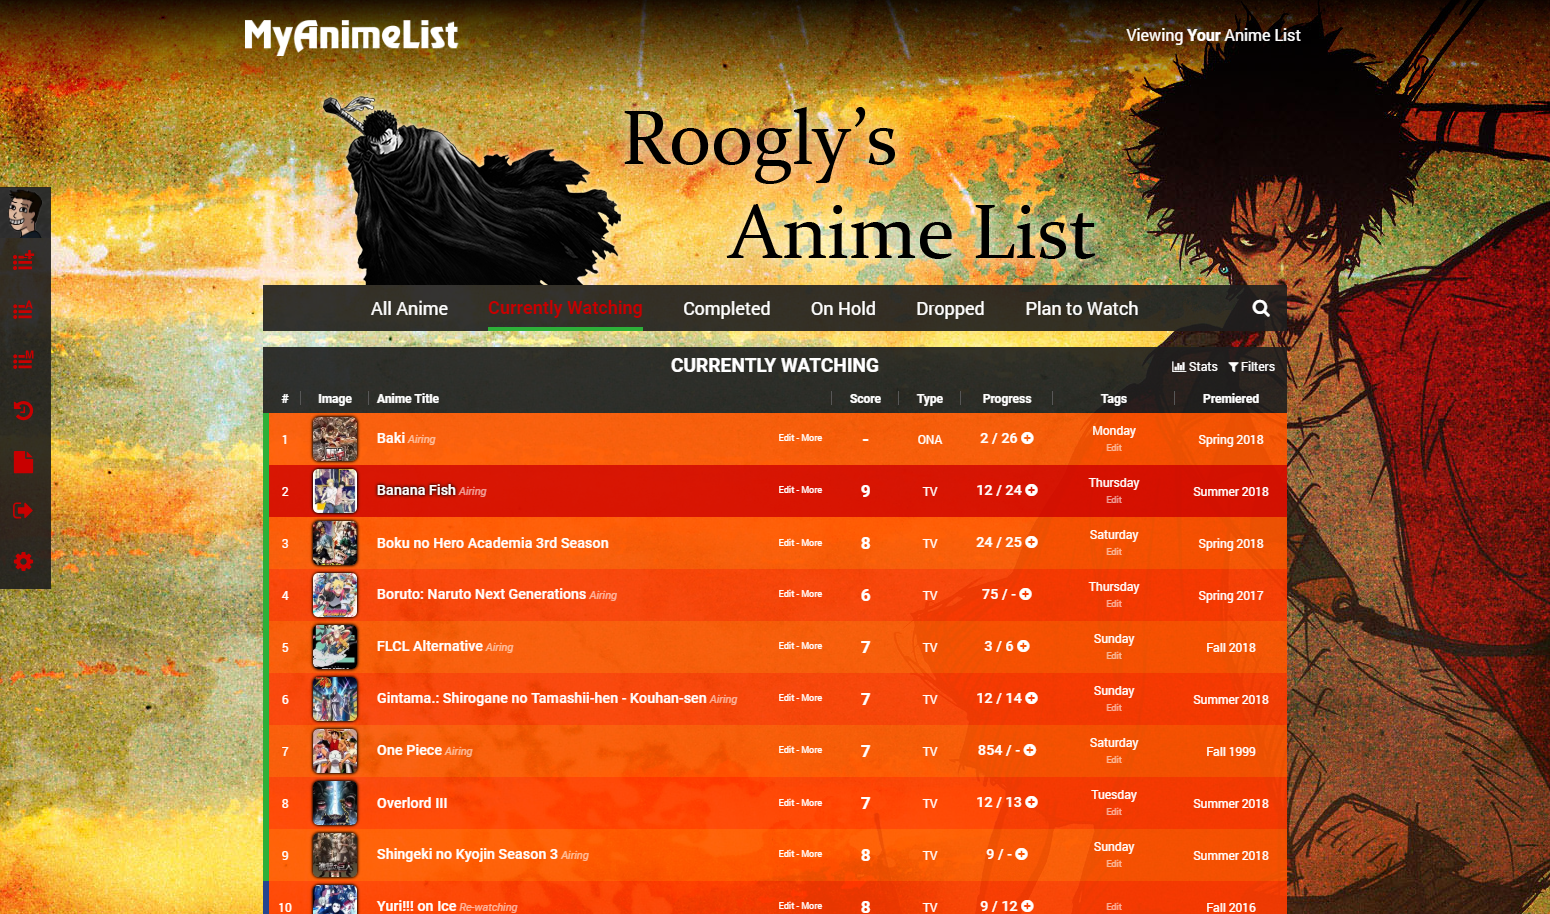 MyAnimeList
Viewing Your Anime List
Roogly's
Anime List
All Anime Currently Watching Completed On Hold Dropped Plan to Watch
CURRENTLY WATCHING
Stats Filters
# Image Anime Title Score Type Progress Tags Premiered
1 Baki Airing Edit - More - ONA 2 / 26 Monday Edit Spring 2018
2 Banana Fish Airing Edit - More 9 TV 12 / 24 Thursday Edit Summer 2018
3 Boku no Hero Academia 3rd Season Edit - More 8 TV 24 / 25 Saturday Edit Spring 2018
4 Boruto: Naruto Next Generations Airing Edit - More 6 TV 75 / - Thursday Edit Spring 2017
5 FLCL Alternative Airing Edit - More 7 TV 3 / 6 Sunday Edit Fall 2018
6 Gintama.: Shirogane no Tamashii-hen - Kouhan-sen Airing Edit - More 7 TV 12 / 14 Sunday Edit Summer 2018
7 One Piece Airing Edit - More 7 TV 854 / - Saturday Edit Fall 1999
8 Overlord III Edit - More 7 TV 12 / 13 Tuesday Edit Summer 2018
9 Shingeki no Kyojin Season 3 Airing Edit - More 8 TV 9 / - Sunday Edit Summer 2018
10 Yuri!!! on Ice Re-watching Edit - More 8 TV 9 / 12 Edit Fall 2016